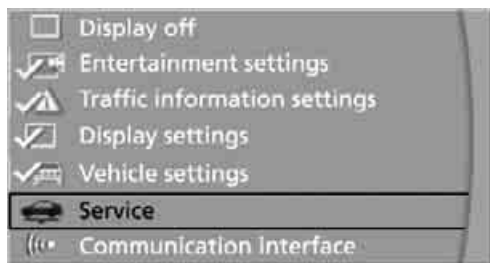 Display off
Entertainment settings
Traffic information settings
Display settings
Vehicle settings
Service
Communication interface